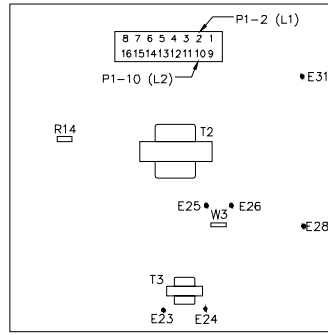 P1-2 (L1)
8 7 6 5 4 3 2 1
16 15 14 13 12 11 10 9
P1-10 (L2)
E31
R14
T2
E25 E26
W3
E28
T3
E23 E24